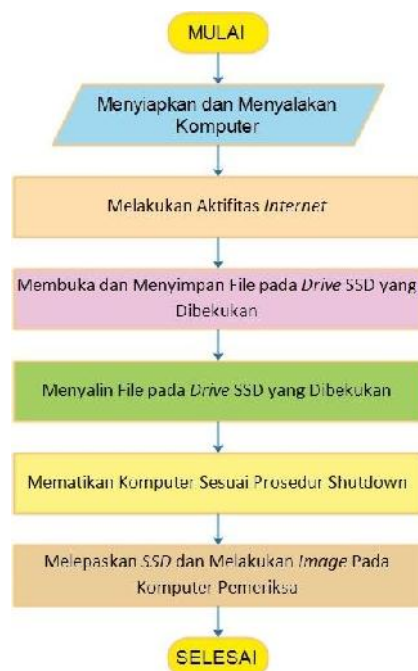 MULAI
Menyiapkan dan Menyalakan
Komputer
Melakukan Aktifitas Internet
Membuka dan Menyimpan File pada Drive SSD yang
Dibekukan
Menyalin File pada Drive SSD yang Dibekukan
Mematikan Komputer Sesuai Prosedur Shutdown
Melepaskan SSD dan Melakukan Image Pada
Komputer Pemeriksa
SELESAI